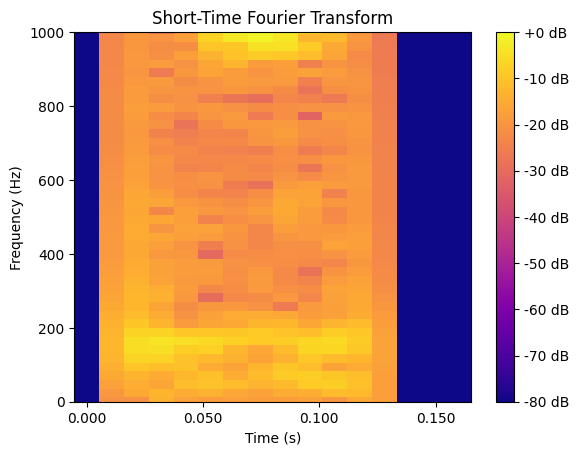 Short-Time Fourier Transform
1000
800
600
400
200
0
Frequency (Hz)
0.000
0.050
0.100
0.150
Time (s)
+0 dB
-10 dB
-20 dB
-30 dB
-40 dB
-50 dB
-60 dB
-70 dB
-80 dB